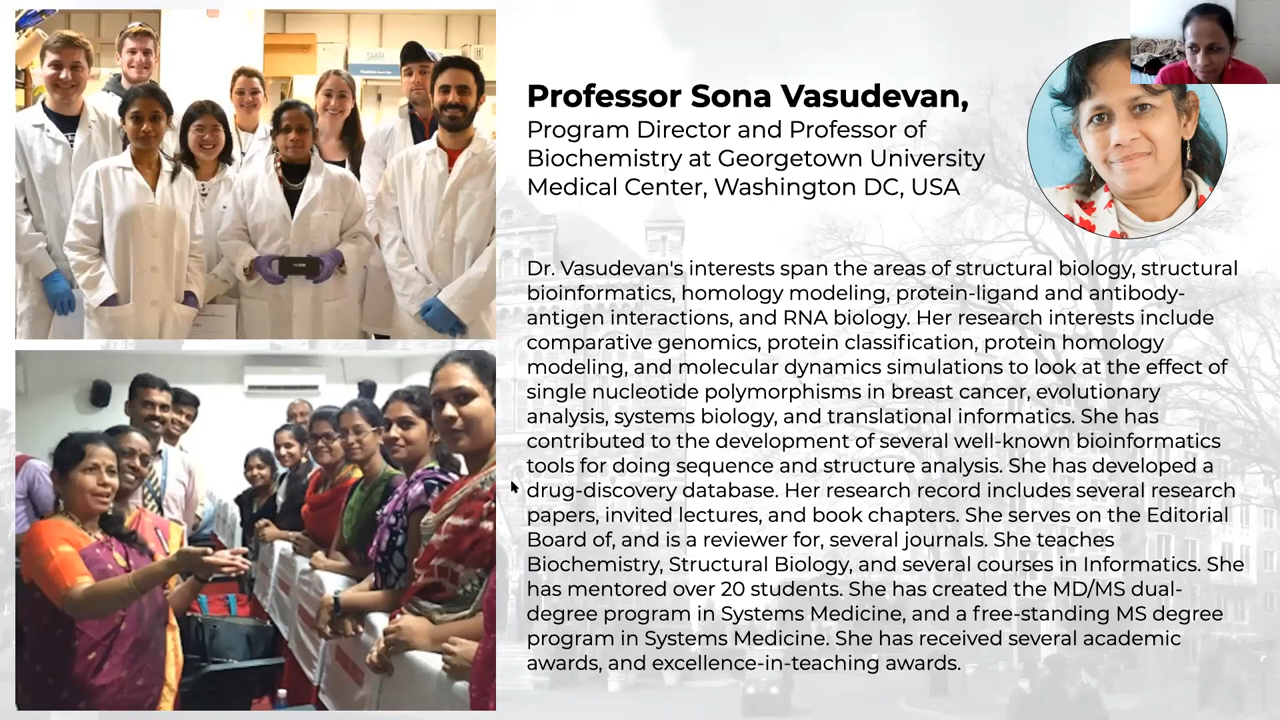 SHARP
Professor Sona Vasudevan,
Program Director and Professor of
Biochemistry at Georgetown University
Medical Center, Washington DC, USA
Dr. Vasudevan's interests span the areas of structural biology, structural
bioinformatics, homology modeling, protein-ligand and antibody-
antigen interactions, and RNA biology. Her research interests include
comparative genomics, protein classification, protein homology
modeling, and molecular dynamics simulations to look at the effect of
single nucleotide polymorphisms in breast cancer, evolutionary
analysis, systems biology, and translational informatics. She has
contributed to the development of several well-known bioinformatics
tools for doing sequence and structure analysis. She has developed a
drug-discovery database. Her research record includes several research
papers, invited lectures, and book chapters. She serves on the Editorial
Board of, and is a reviewer for, several journals. She teaches
Biochemistry, Structural Biology, and several courses in Informatics. She
has mentored over 20 students. She has created the MD/MS dual-
degree program in Systems Medicine, and a free-standing MS degree
program in Systems Medicine. She has received several academic
awards, and excellence-in-teaching awards.